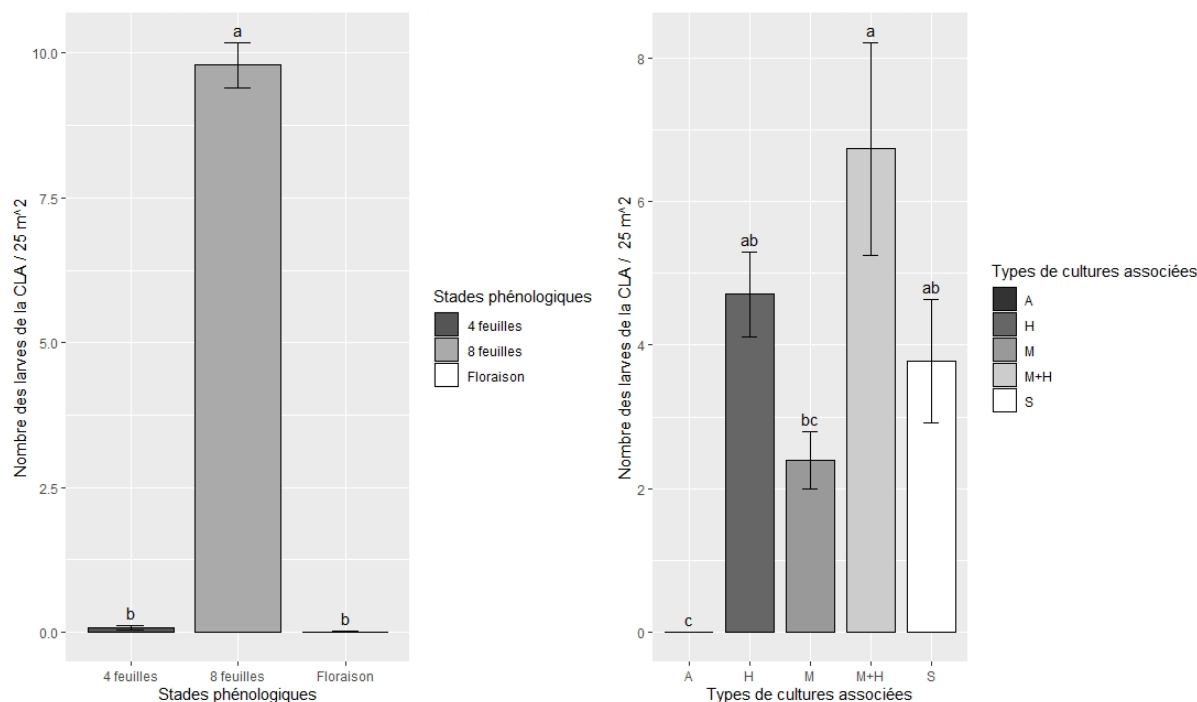 Nombre des larves de la CLA / 25 m^2
10.0
7.5
5.0
2.5
0.0
a
b
b
4 feuilles
8 feuilles
Floraison
Stades phénologiques
Stades phénologiques
4 feuilles
8 feuilles
Floraison
Nombre des larves de la CLA / 25 m^2
8
6
4
2
0
c
ab
bc
a
ab
A
H
M
M+H
S
Types de cultures associées
Types de cultures associées
A
H
M
M+H
S